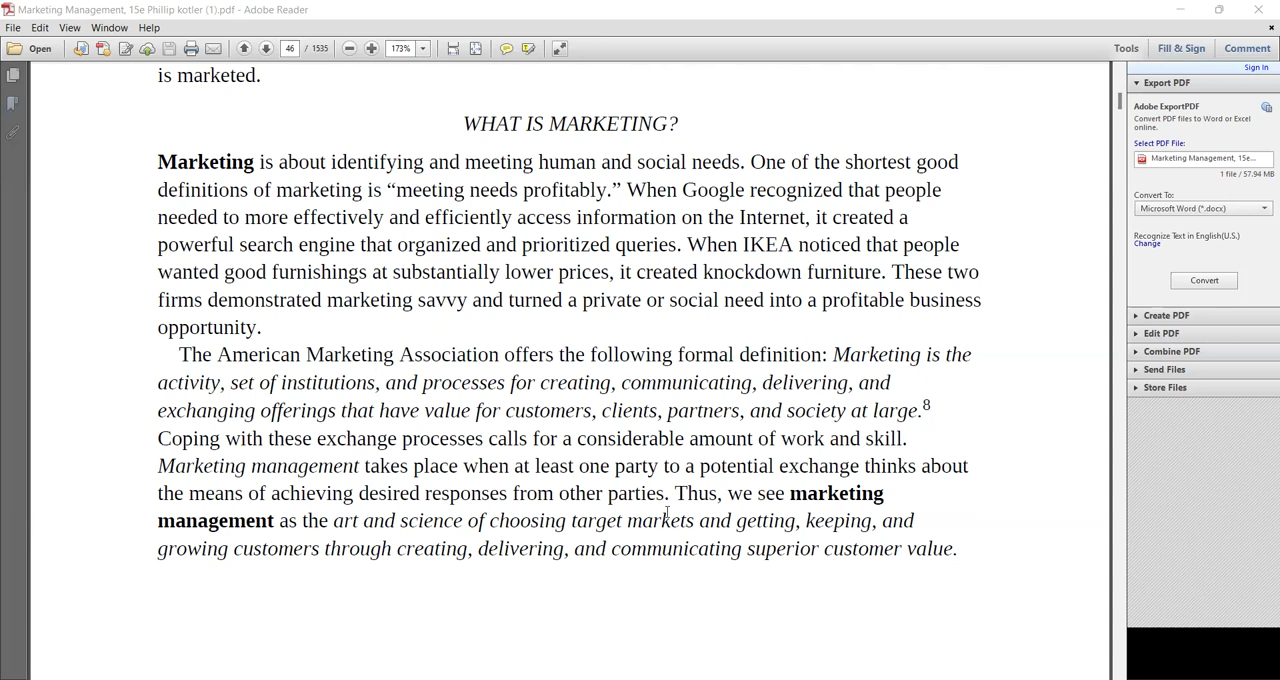 Marketing Management, 15e Phillip kotler (1).pdf - Adobe Reader
File Edit View Window Help
Open 46 / 1535 173% Tools Fill & Sign Comment
Sign In
is marketed.
WHAT IS MARKETING?
Marketing is about identifying and meeting human and social needs. One of the shortest good
definitions of marketing is “meeting needs profitably.” When Google recognized that people
needed to more effectively and efficiently access information on the Internet, it created a
powerful search engine that organized and prioritized queries. When IKEA noticed that people
wanted good furnishings at substantially lower prices, it created knockdown furniture. These two
firms demonstrated marketing savvy and turned a private or social need into a profitable business
opportunity.
The American Marketing Association offers the following formal definition: Marketing is the
activity, set of institutions, and processes for creating, communicating, delivering, and
exchanging offerings that have value for customers, clients, partners, and society at large.8
Coping with these exchange processes calls for a considerable amount of work and skill.
Marketing management takes place when at least one party to a potential exchange thinks about
the means of achieving desired responses from other parties. Thus, we see marketing
management as the art and science of choosing target markets and getting, keeping, and
growing customers through creating, delivering, and communicating superior customer value.
Export PDF
Adobe ExportPDF
Convert PDF files to Word or Excel
online.
Select PDF File:
Marketing Management, 15e...
1 file / 57.94 MB
Convert To:
Microsoft Word (*.docx)
Recognize Text in English(U.S.)
Change
Convert
Create PDF
Edit PDF
Combine PDF
Send Files
Store Files